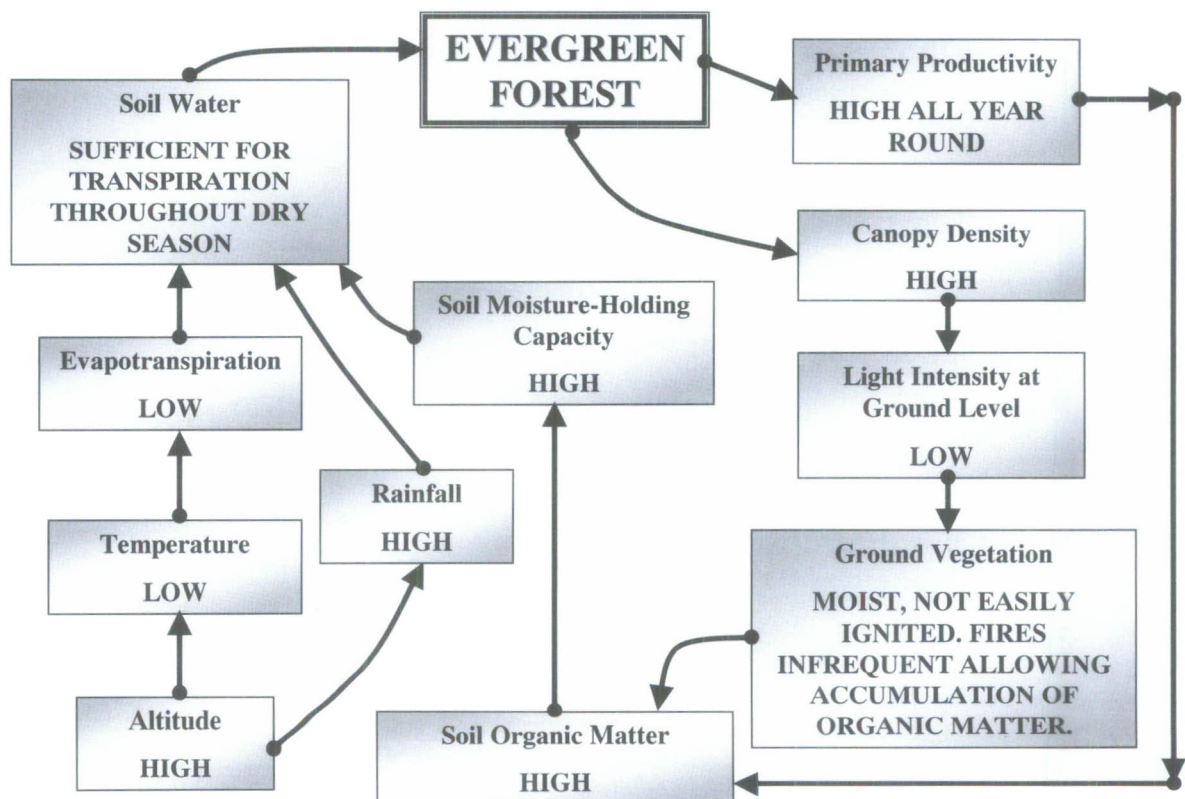 EVERGREEN
FOREST
Primary Productivity
HIGH ALL YEAR
ROUND
Soil Water
SUFFICIENT FOR
TRANSPIRATION
THROUGHOUT DRY
SEASON
Canopy Density
HIGH
Soil Moisture-Holding
Capacity
HIGH
Evapotranspiration
LOW
Light Intensity at
Ground Level
LOW
Rainfall
HIGH
Temperature
LOW
Ground Vegetation
MOIST, NOT EASILY
IGNITED. FIRES
INFREQUENT ALLOWING
ACCUMULATION OF
ORGANIC MATTER.
Altitude
HIGH
Soil Organic Matter
HIGH